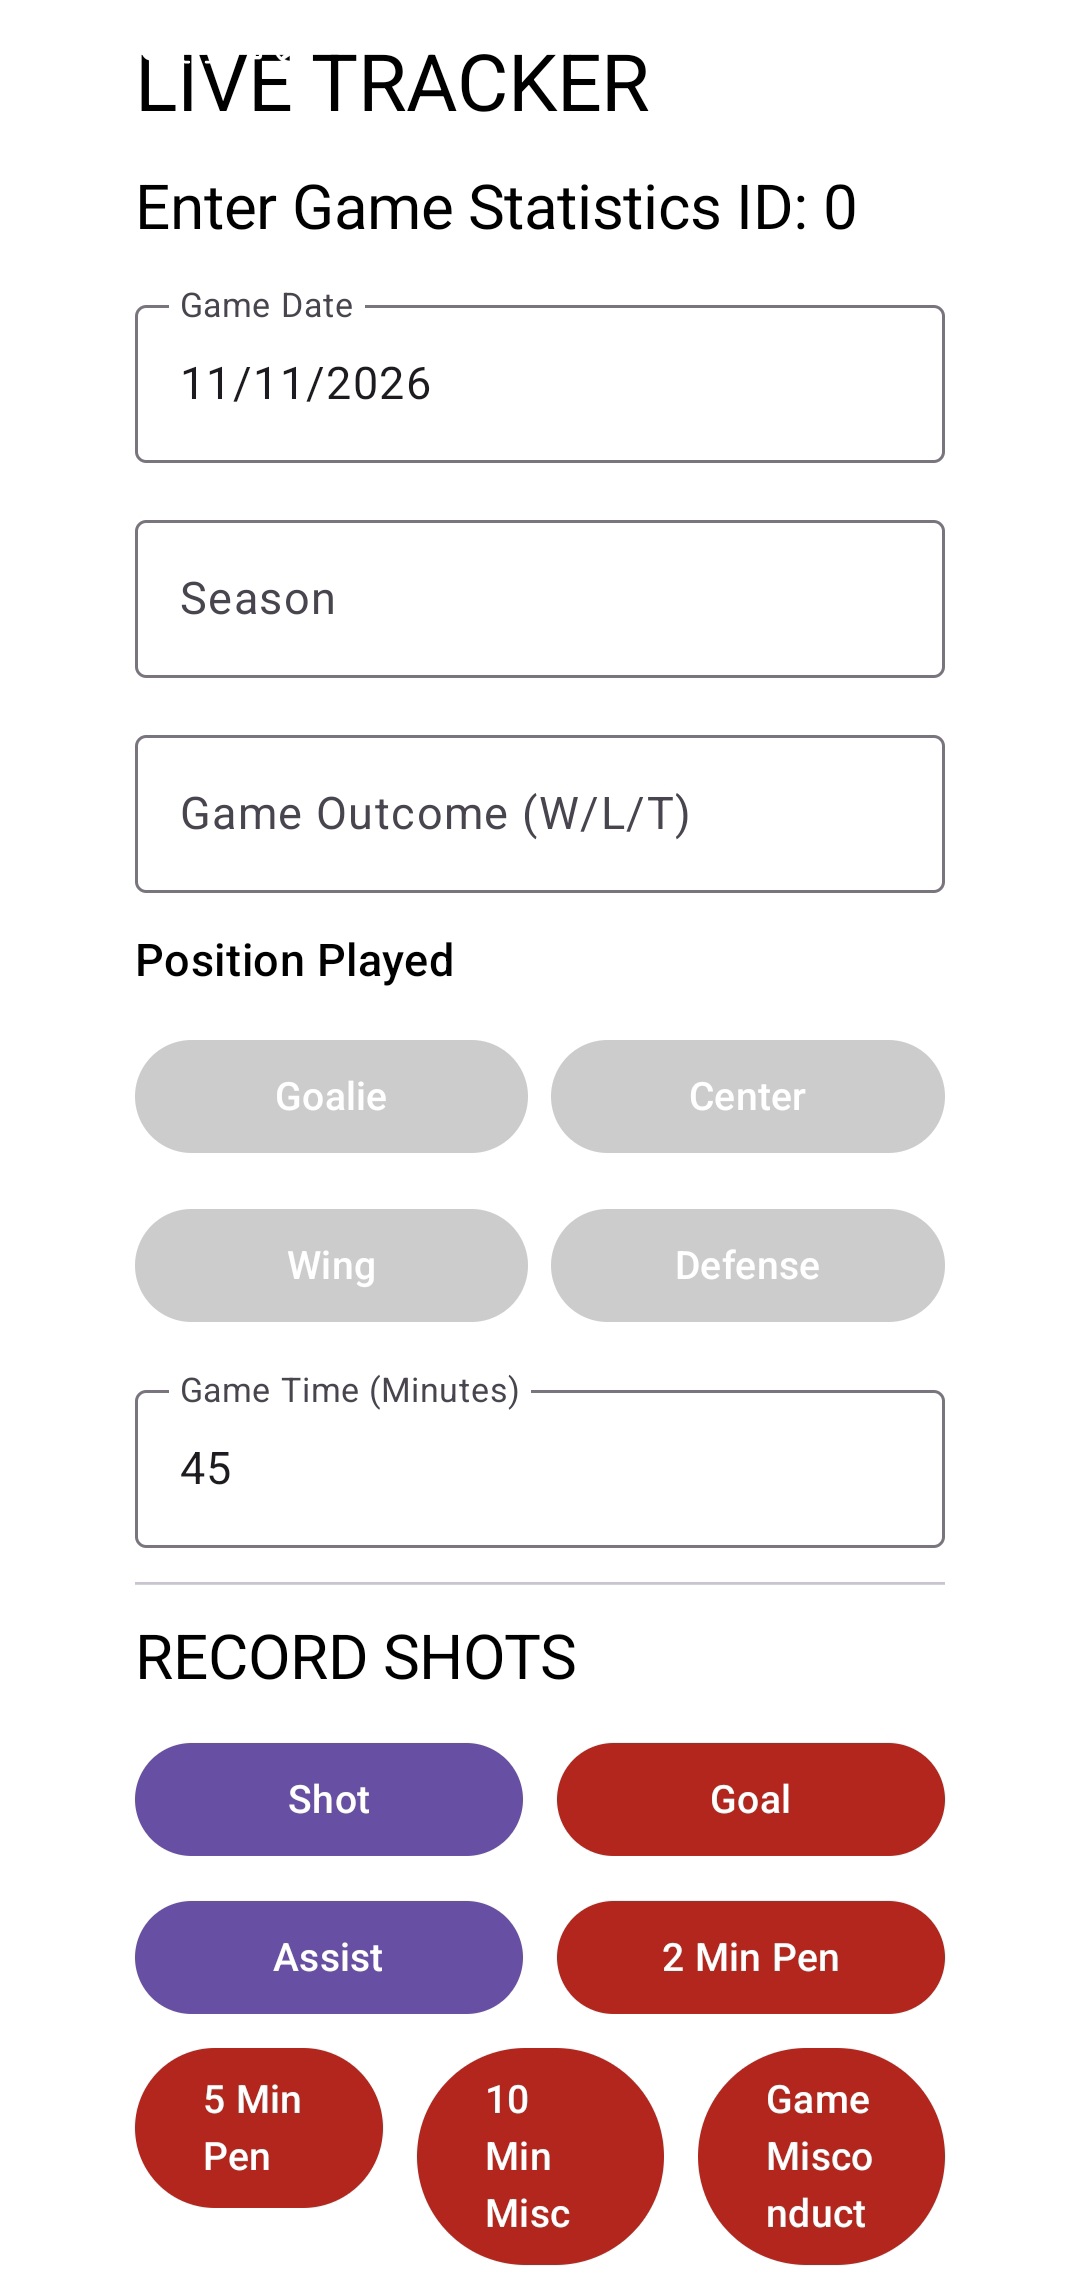 LIVE TRACKER
Enter Game Statistics ID: 0
Game Date
11/11/2026
Season
Game Outcome (W/L/T)
Position Played
Goalie
Center
Wing
Defense
Game Time (Minutes)
45
RECORD SHOTS
Shot
Goal
Assist
2 Min Pen
5 Min
Pen
10
Min
Misc
Game
Misco
nduct